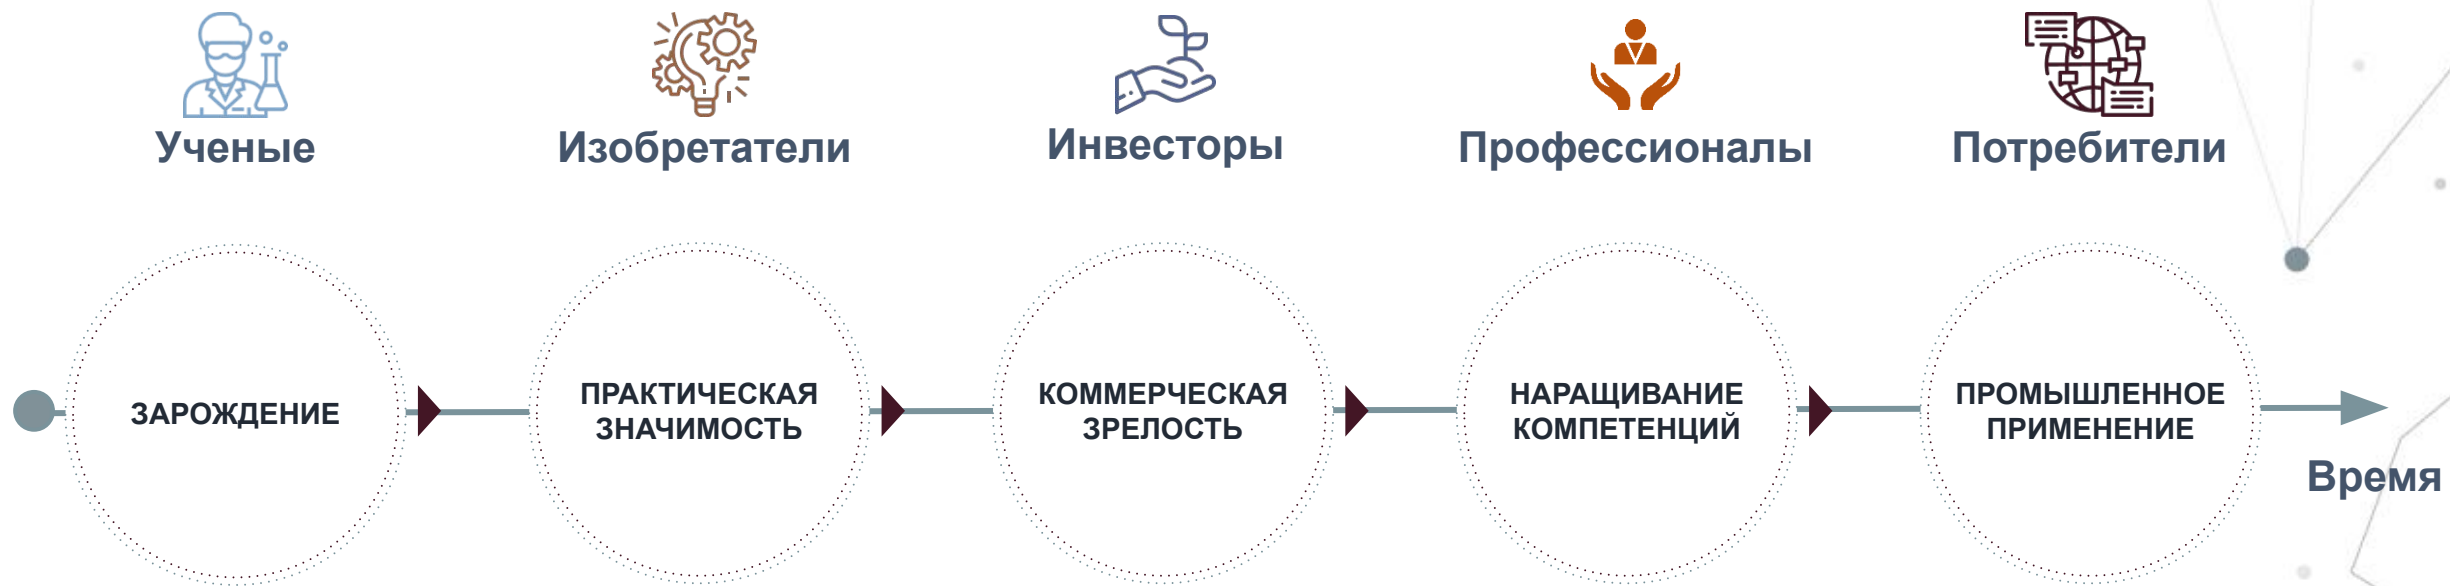 Ученые
Изобретатели
Инвесторы
Профессионалы
Потребители
ЗАРОЖДЕНИЕ
ПРАКТИЧЕСКАЯ
ЗНАЧИМОСТЬ
КОММЕРЧЕСКАЯ
ЗРЕЛОСТЬ
НАРАЩИВАНИЕ
КОМПЕТЕНЦИЙ
ПРОМЫШЛЕННОЕ
ПРИМЕНЕНИЕ
Время